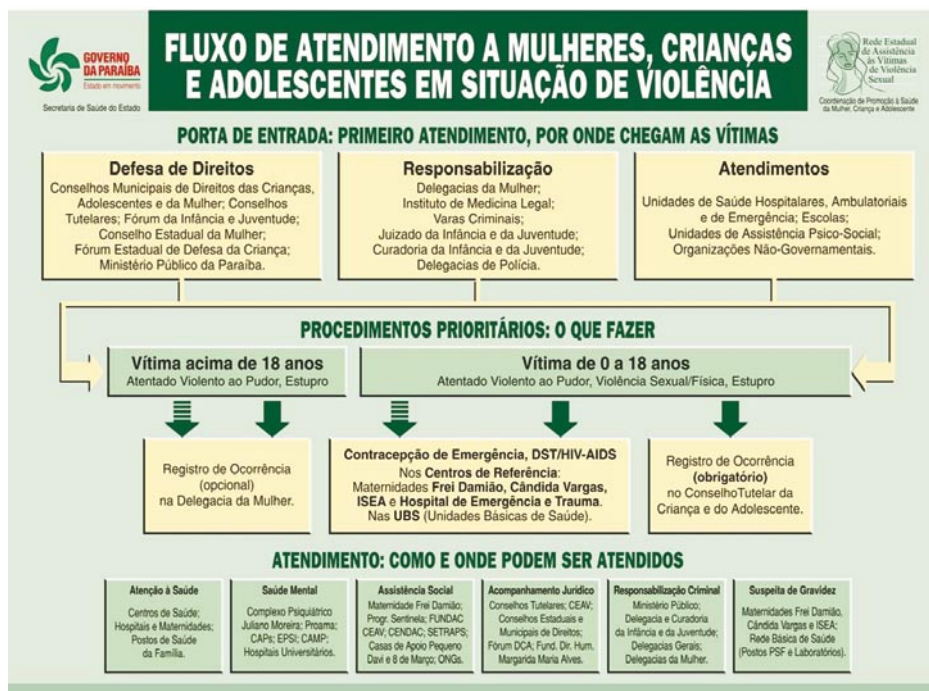 GOVERNO
DA PARAÍBA
Estado em movimento
Secretaria de Saúde do Estado
FLUXO DE ATENDIMENTO A MULHERES, CRIANÇAS
E ADOLESCENTES EM SITUAÇÃO DE VIOLÊNCIA
Rede Estadual
de Assistência
às Vítimas
de Violência
Sexual
Coordenação de Promoção à Saúde
da Mulher, Criança e Adolescente
PORTA DE ENTRADA: PRIMEIRO ATENDIMENTO, POR ONDE CHEGAM AS VÍTIMAS
Defesa de Direitos
Conselhos Municipais de Direitos das Crianças,
Adolescentes e da Mulher; Conselhos
Tutelares; Fórum da Infância e Juventude;
Conselho Estadual da Mulher;
Fórum Estadual de Defesa da Criança;
Ministério Público da Paraíba.
Responsabilização
Delegacias da Mulher;
Instituto de Medicina Legal;
Varas Criminais;
Juizado da Infância e da Juventude;
Curadoria da Infância e da Juventude;
Delegacias de Polícia.
Atendimentos
Unidades de Saúde Hospitalares, Ambulatoriais
e de Emergência; Escolas;
Unidades de Assistência Psico-Social;
Organizações Não-Governamentais.
PROCEDIMENTOS PRIORITÁRIOS: O QUE FAZER
Vítima acima de 18 anos
Atentado Violento ao Pudor, Estupro
Vítima de 0 a 18 anos
Atentado Violento ao Pudor, Violência Sexual/Física, Estupro
Registro de Ocorrência
(opcional)
na Delegacia da Mulher.
Contracepção de Emergência, DST/HIV-AIDS
Nos Centros de Referência:
Maternidades Frei Damião, Cândida Vargas,
ISEA e Hospital de Emergência e Trauma.
Nas UBS (Unidades Básicas de Saúde).
Registro de Ocorrência
(obrigatório)
no ConselhoTutelar da
Criança e do Adolescente.
ATENDIMENTO: COMO E ONDE PODEM SER ATENDIDOS
Atenção à Saúde
Centros de Saúde;
Hospitais e Maternidades;
Postos de Saúde
da Família.
Saúde Mental
Complexo Psiquiátrico
Juliano Moreira; Proama;
CAPs; EPSI; CAMP;
Hospitais Universitários.
Assistência Social
Maternidade Frei Damião;
Progr. Sentinela; FUNDAC
CEAV; CENDAC; SETRAPS;
Casas de Apoio Pequeno
Davi e 8 de Março; ONGs.
Acompanhamento Jurídico
Conselhos Tutelares; CEAV;
Conselhos Estaduais e
Municipais de Direitos;
Fórum DCA; Fund. Dir. Hum.
Margarida Maria Alves.
Responsabilização Criminal
Ministério Público;
Delegacia e Curadoria
da Infância e da Juventude;
Delegacias Gerais;
Delegacias da Mulher.
Suspeita de Gravidez
Maternidades Frei Damião,
Cândida Vargas e ISEA;
Rede Básica de Saúde
(Postos PSF e Laboratórios).